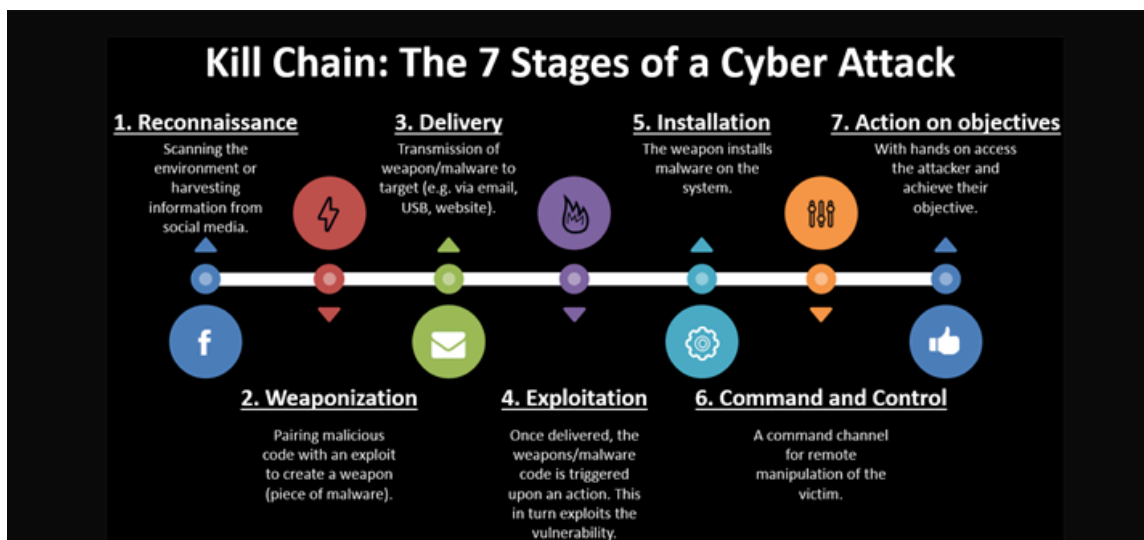 Kill Chain: The 7 Stages of a Cyber Attack
1. Reconnaissance
Scanning the
environment or
harvesting
information from
social media.
2. Weaponization
Pairing malicious
code with an exploit
to create a weapon
(piece of malware).
3. Delivery
Transmission of
weapon/malware to
target (e.g. via email,
USB, website).
4. Exploitation
Once delivered, the
weapons/malware
code is triggered
upon an action. This
in turn exploits the
vulnerability.
5. Installation
The weapon installs
malware on the
system.
6. Command and Control
A command channel
for remote
manipulation of the
victim.
7. Action on objectives
With hands on access
the attacker and
achieve their
objective.
f